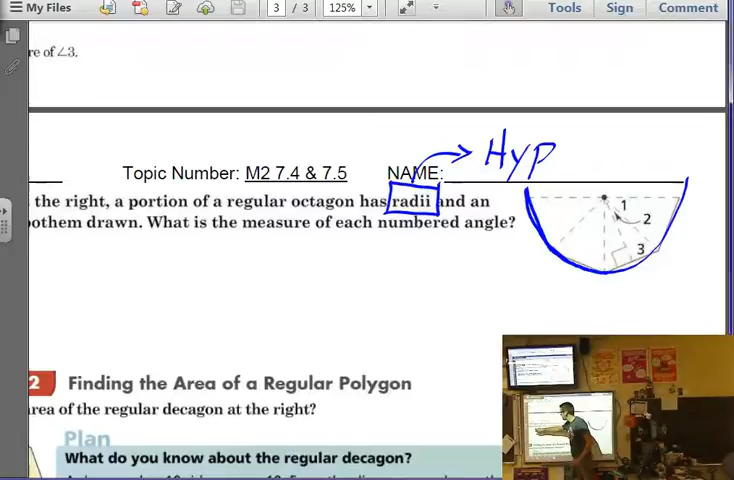 My Files 3 / 3 125% Tools Sign Comment
re of ∠3.
Hyp
Topic Number: M2 7.4 & 7.5 NAME:
the right, a portion of a regular octagon has radii and an
pothem drawn. What is the measure of each numbered angle?
1
2
3
2 Finding the Area of a Regular Polygon
area of the regular decagon at the right?
Plan
What do you know about the regular decagon?